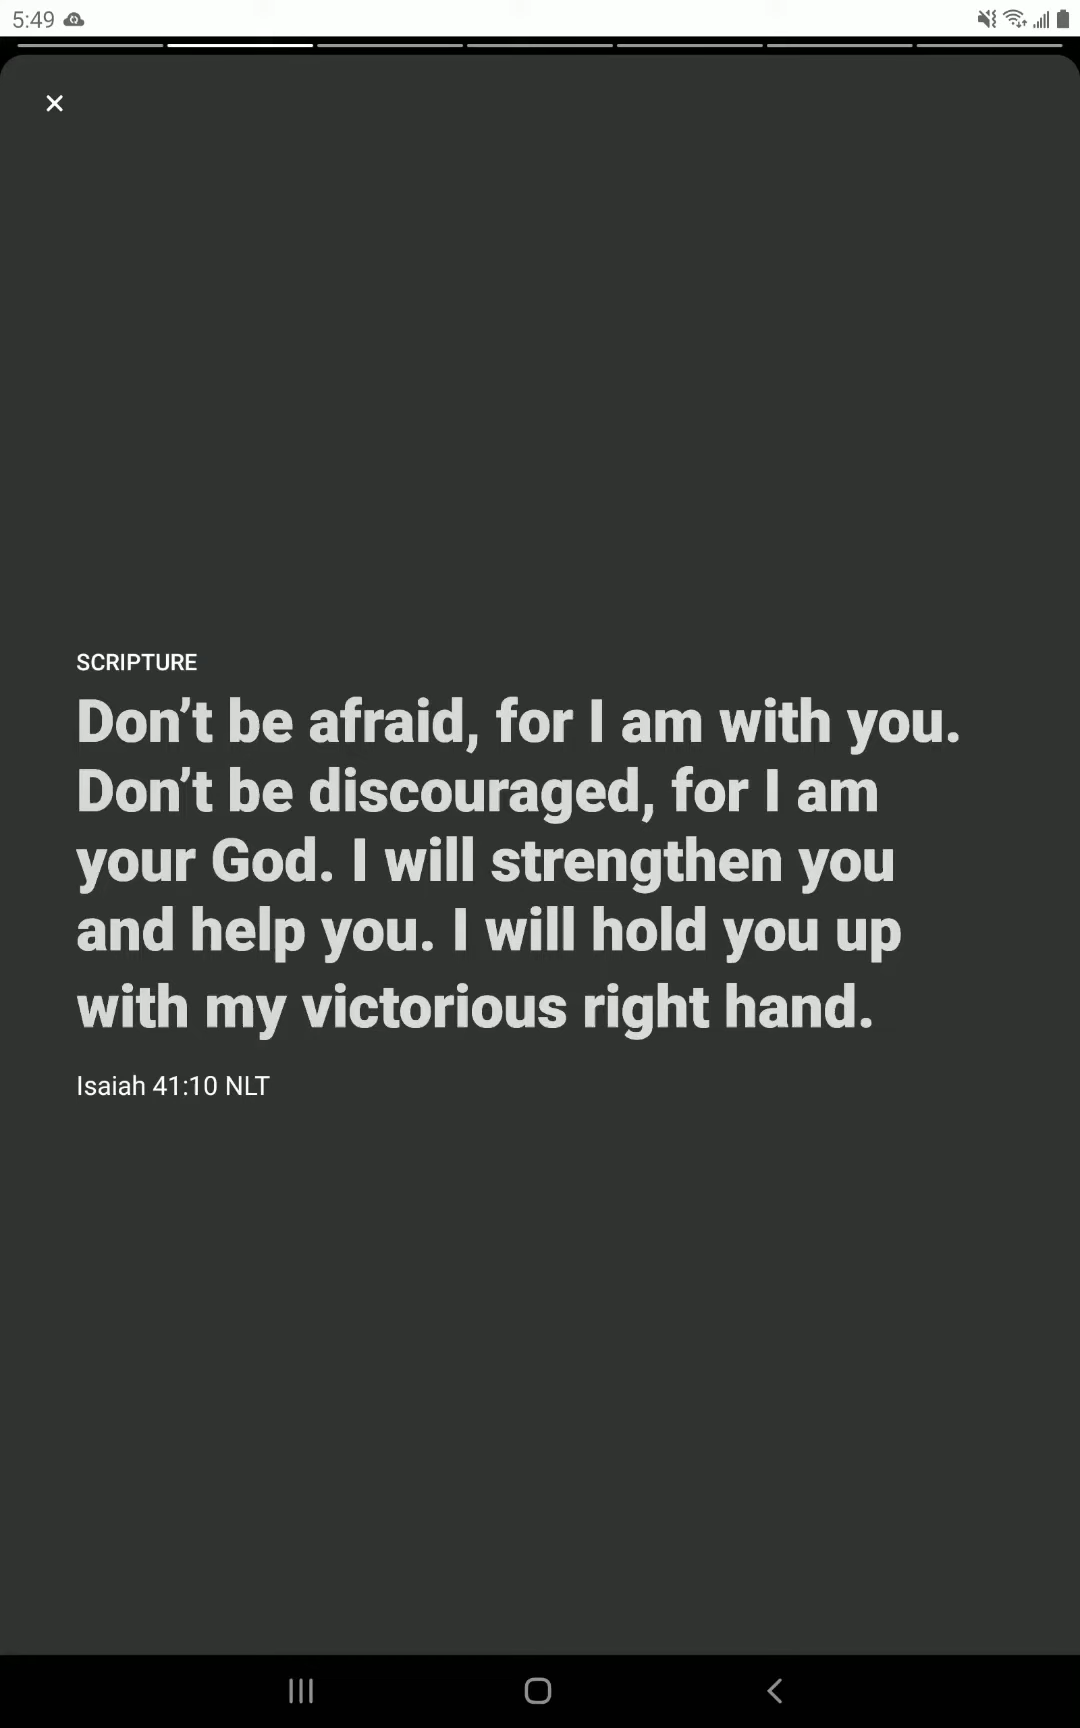 5:49
SCRIPTURE
Don’t be afraid, for I am with you.
Don’t be discouraged, for I am
your God. I will strengthen you
and help you. I will hold you up
with my victorious right hand.
Isaiah 41:10 NLT